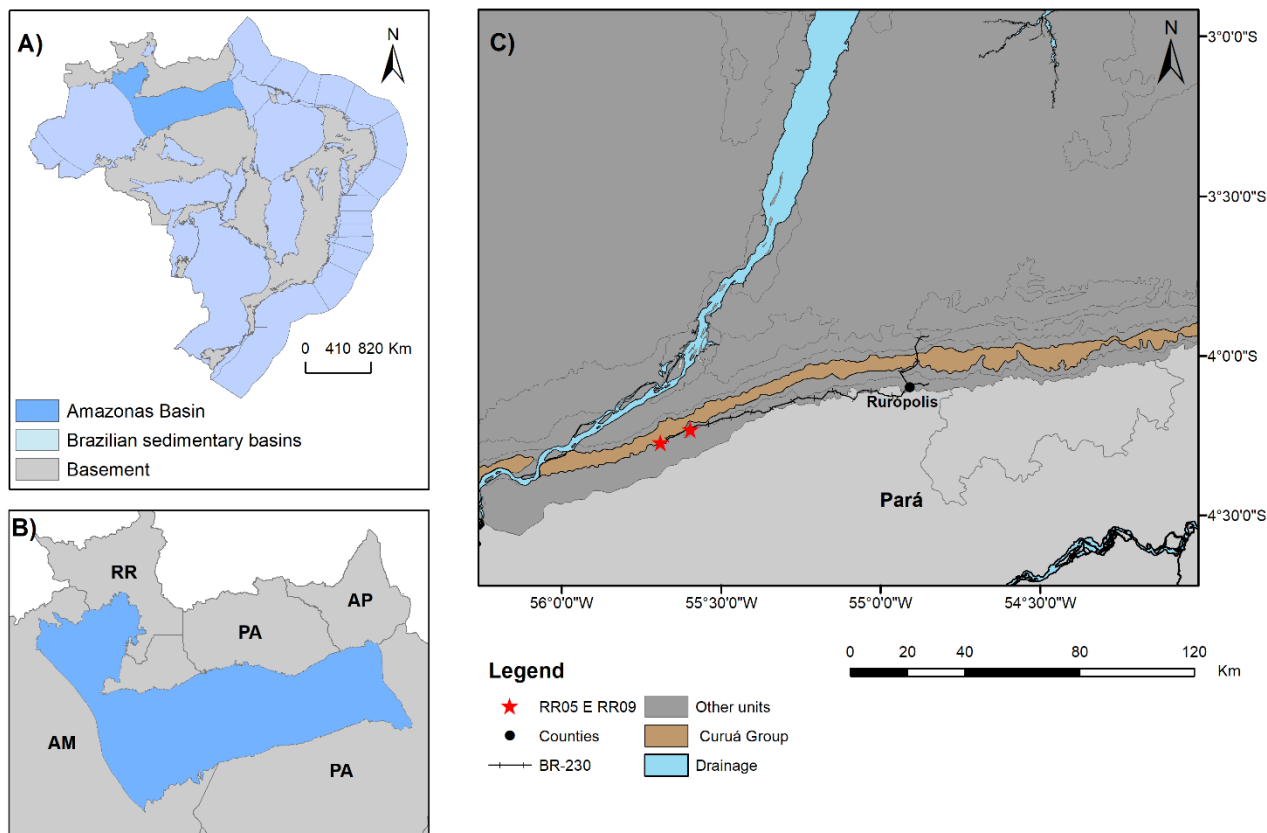 A)
N
0 410 820 Km
Amazonas Basin
Brazilian sedimentary basins
Basement
B)
RR
AP
PA
AM
PA
C)
N
3°0'0"S
3°30'0"S
4°0'0"S
4°30'0"S
Rurópolis
Pará
56°0'0"W
55°30'0"W
55°0'0"W
54°30'0"W
Legend
RR05 E RR09
Counties
BR-230
Other units
Curuá Group
Drainage
0 20 40 80 120
Km